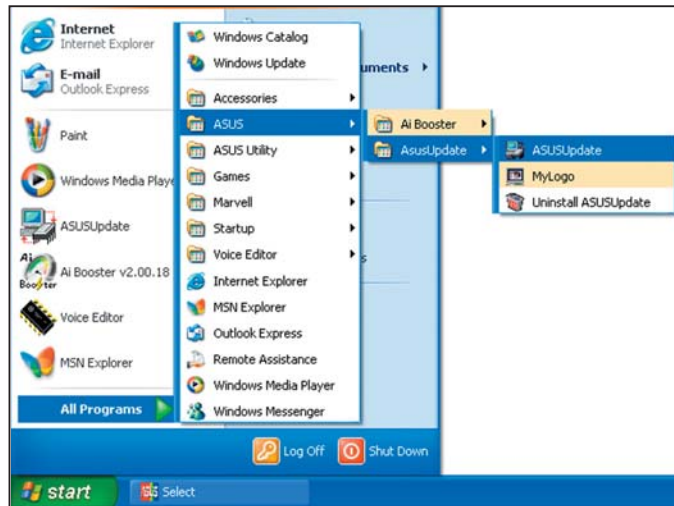 Internet
Internet Explorer
E-mail
Outlook Express
Paint
Windows Media Playe
ASUSUpdate
Ai Booster
Ai Booster v2.00.18
Voice Editor
MSN Explorer
All Programs
Windows Catalog
Windows Update
Accessories
ASUS
ASUS Utility
Games
Marvell
Startup
Voice Editor
Internet Explorer
MSN Explorer
Outlook Express
Remote Assistance
Windows Media Player
Windows Messenger
uments
s
Ai Booster
AsusUpdate
ASUSUpdate
MyLogo
Uninstall ASUSUpdate
Log Off
Shut Down
start
Select